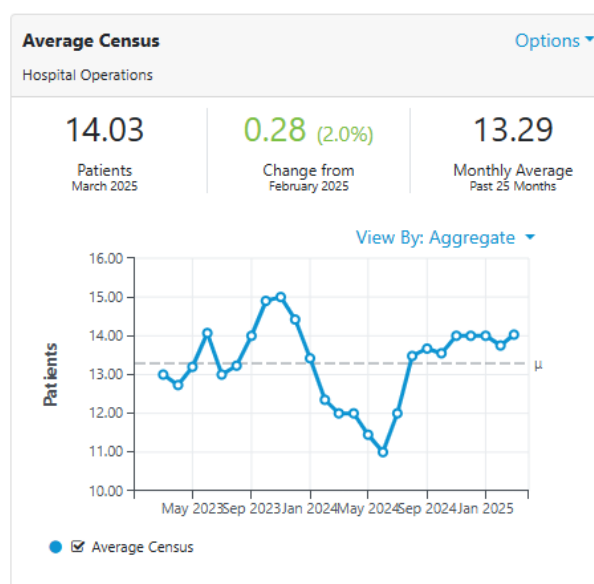 Average Census
Options
Hospital Operations
14.03
0.28 (2.0%)
13.29
Patients
Change from
Monthly Average
March 2025
February 2025
Past 25 Months
View By: Aggregate
16.00
15.00
14.00
13.00
12.00
11.00
10.00
Patients
μ
May 2023
Sep 2023
Jan 2024
May 2024
Sep 2024
Jan 2025
Average Census